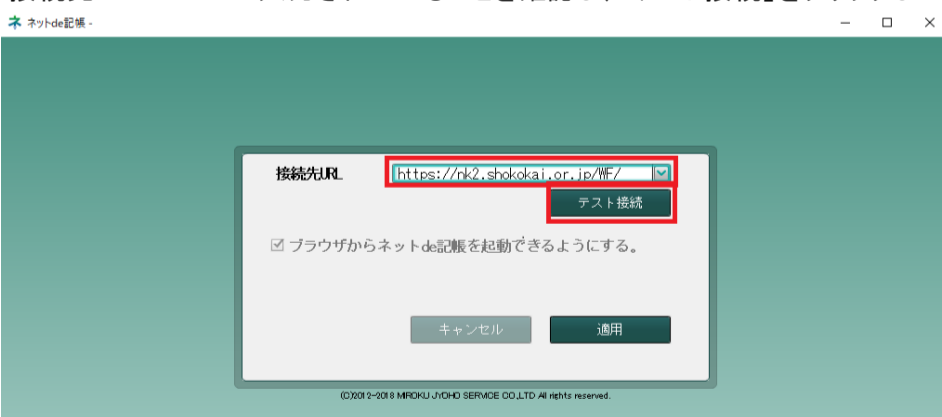 ネットde記帳 -
接続先URL
https://nk2.shokokai.or.jp/WF/
テスト接続
ブラウザからネットde記帳を起動できるようにする。
キャンセル
適用
(C)2012-2018 MIROKU JYOHO SERVICE CO.,LTD All rights reserved.